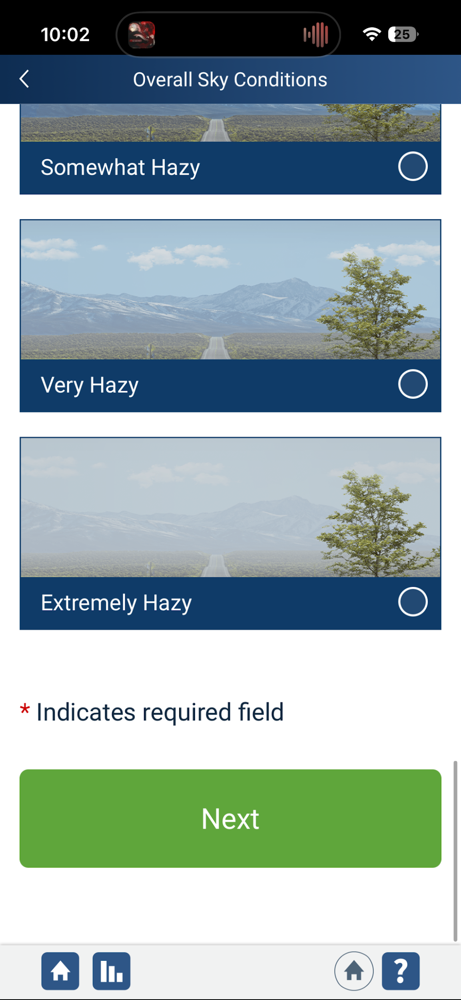 10:02
25
Overall Sky Conditions
Somewhat Hazy
Very Hazy
Extremely Hazy
* Indicates required field
Next
?